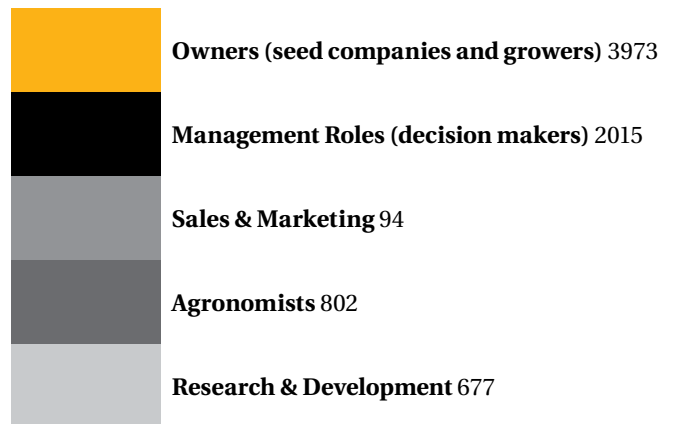 Owners (seed companies and growers) 3973
Management Roles (decision makers) 2015
Sales & Marketing 94
Agronomists 802
Research & Development 677